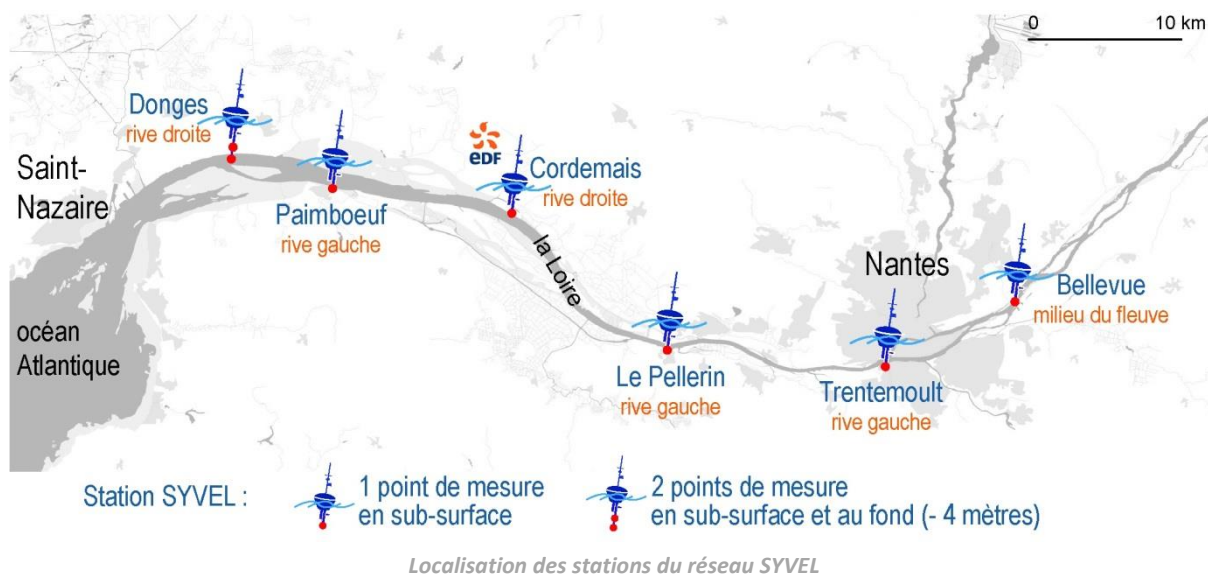 0 10 km
Donges
rive droite
Saint-
Nazaire
eDF
Cordemais
rive droite
Paimboeuf
rive gauche
la Loire
Nantes
Bellevue
milieu du fleuve
océan
Atlantique
Le Pellerin
rive gauche
Trentemoult
rive gauche
Station SYVEL :
1 point de mesure
en sub-surface
2 points de mesure
en sub-surface et au fond (- 4 mètres)
Localisation des stations du réseau SYVEL